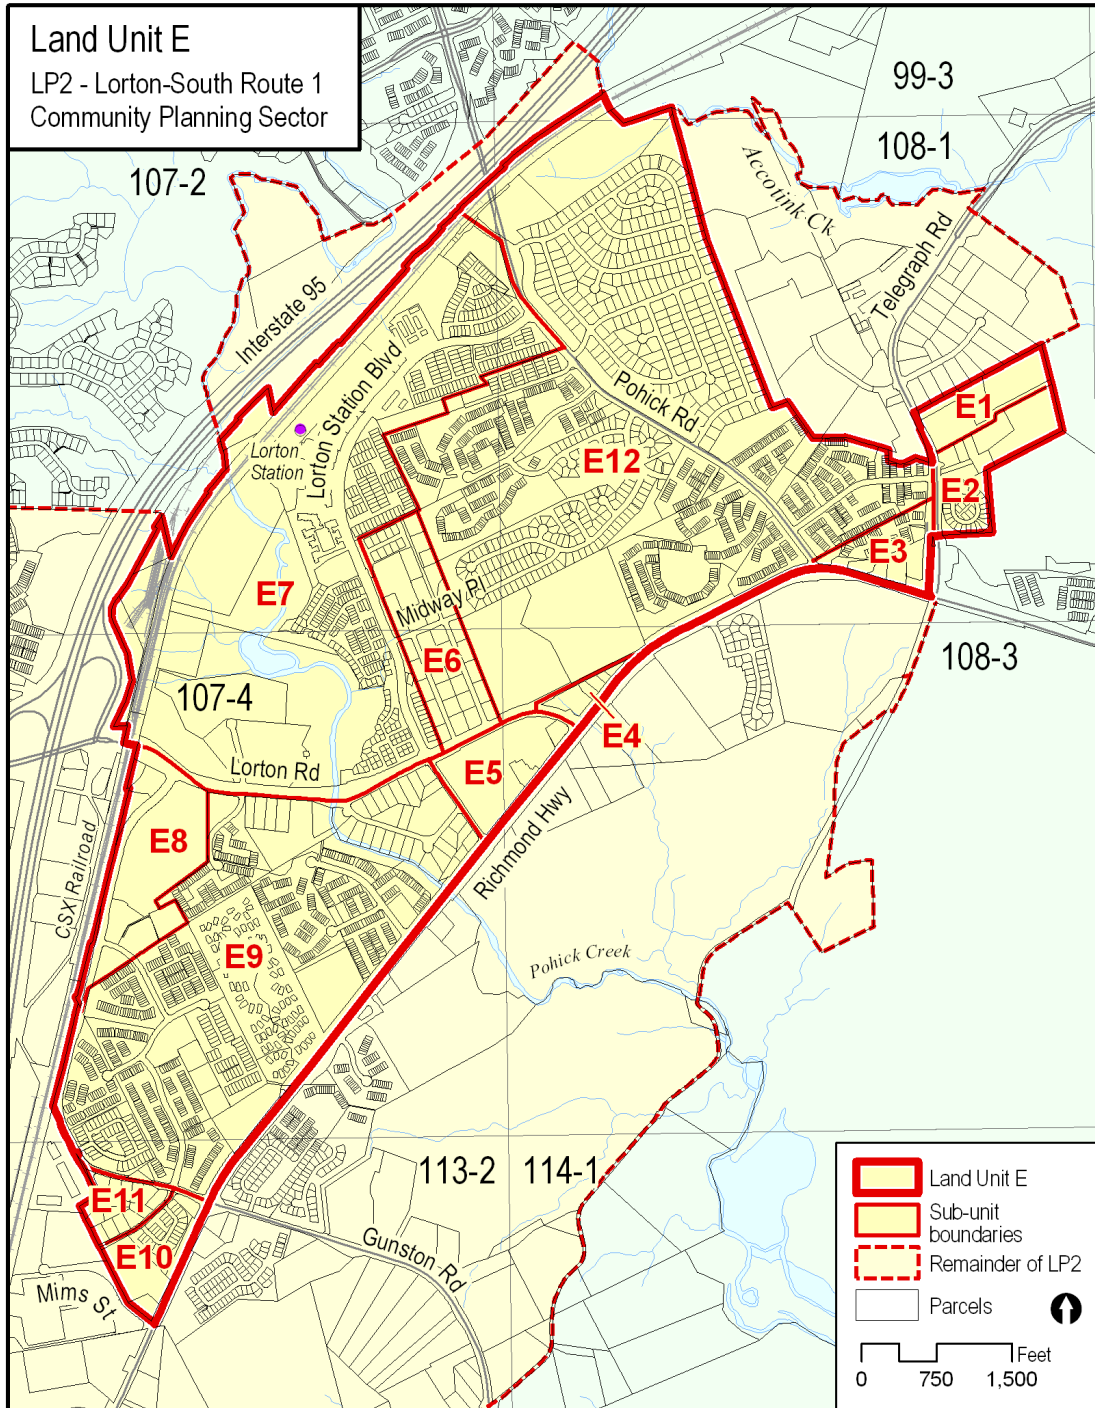 Land Unit E
LP2 - Lorton-South Route 1
Community Planning Sector
99-3
108-1
107-2
Accotink Ck
Telegraph Rd
Interstate 95
Lorton Station Blvd
Pohick Rd
E1
Lorton
Station
E12
E2
E3
E7
Midway Pl
E6
108-3
107-4
E4
Lorton Rd
E5
Richmond Hwy
E8
CSX Railroad
E9
Pohick Creek
113-2
114-1
E11
E10
Gunston Rd
Mims St
Land Unit E
Sub-unit
boundaries
Remainder of LP2
Parcels
Feet
0 750 1,500